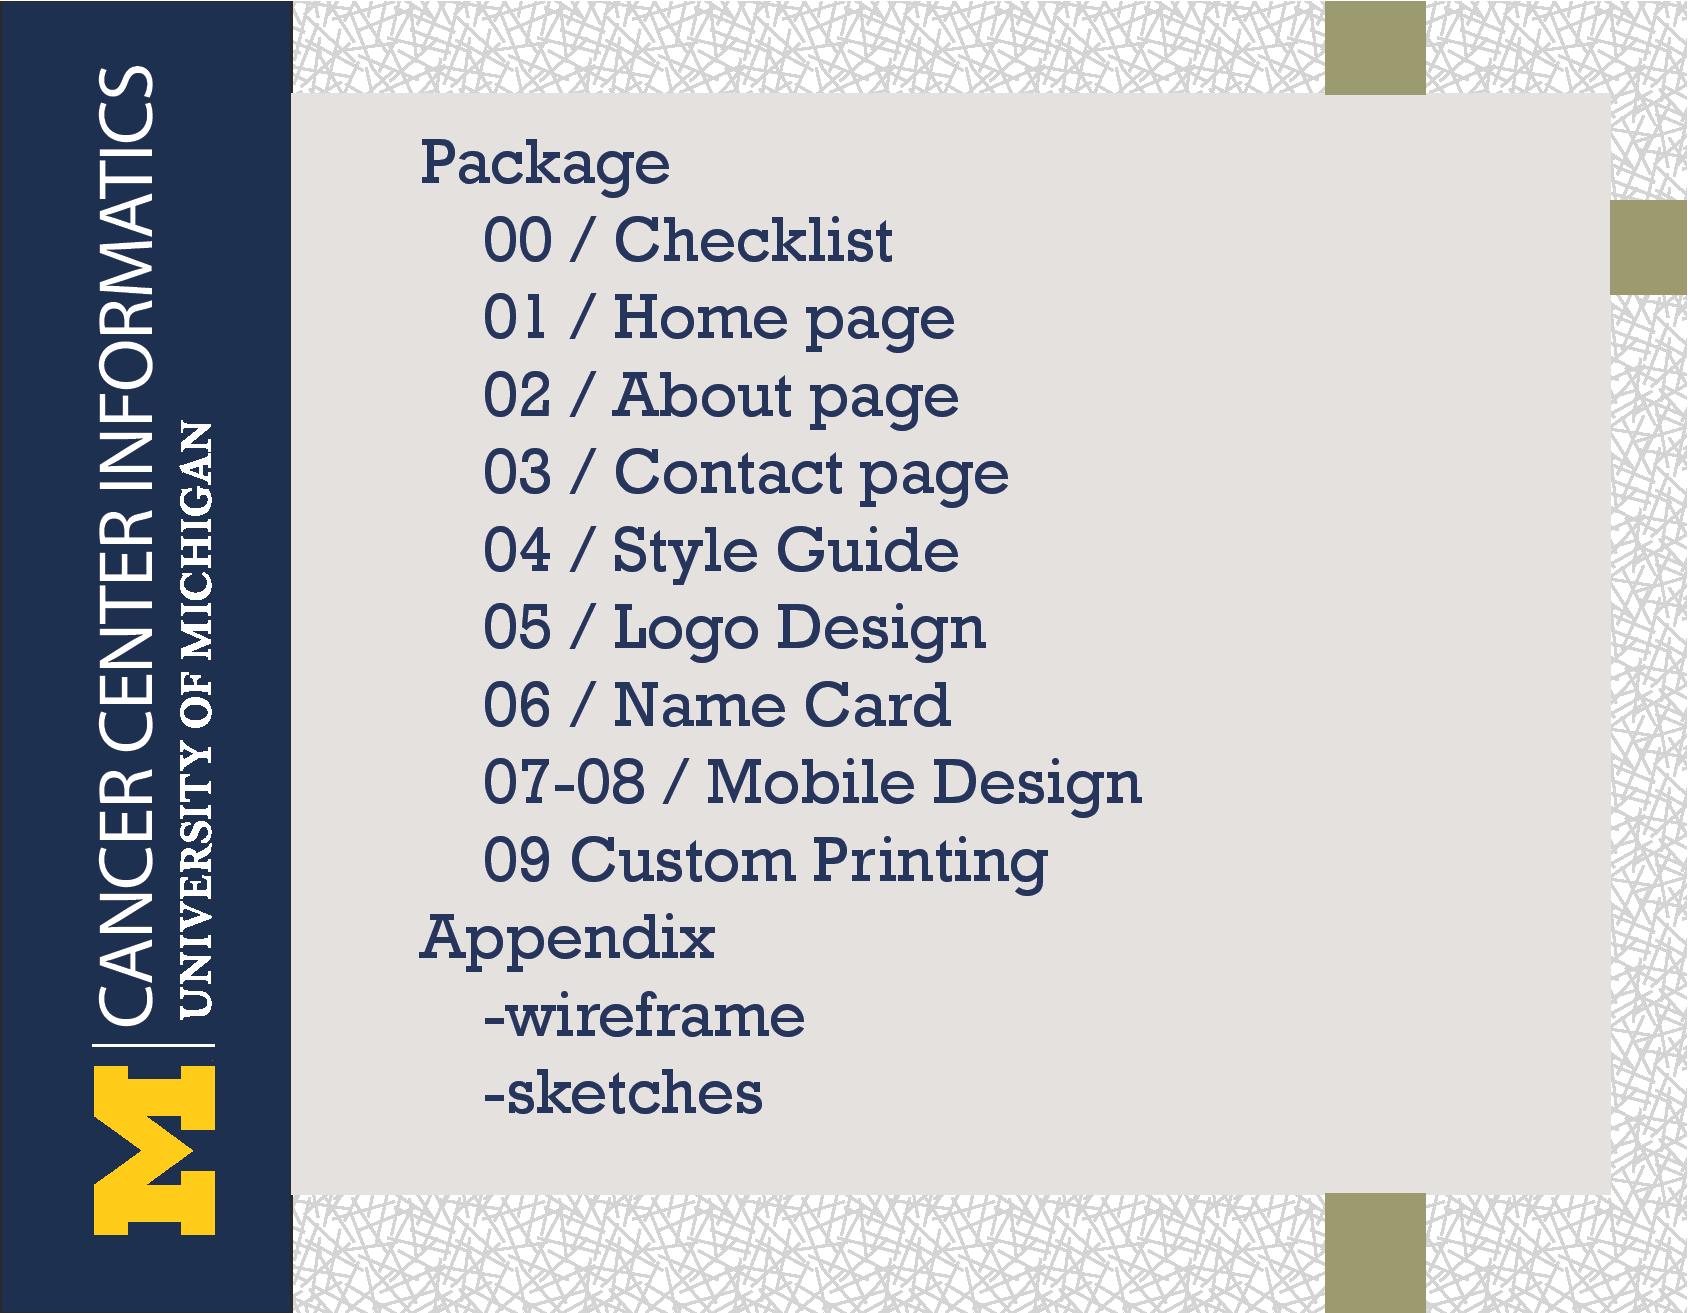 CANCER CENTER INFORMATICS
UNIVERSITY OF MICHIGAN
M
Package
00 / Checklist
01 / Home page
02 / About page
03 / Contact page
04 / Style Guide
05 / Logo Design
06 / Name Card
07-08 / Mobile Design
09 Custom Printing
Appendix
-wireframe
-sketches